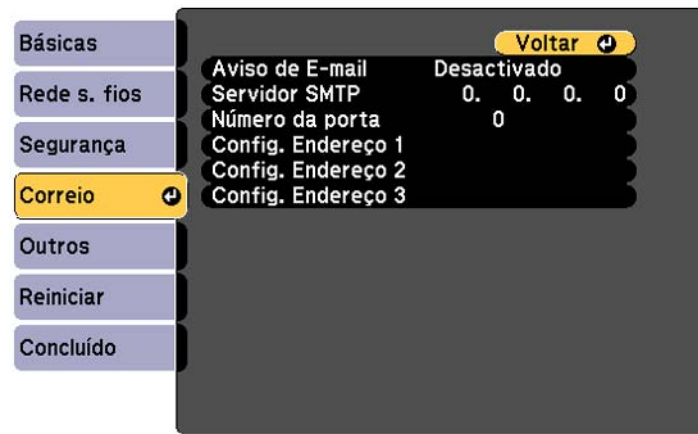 Básicas
Rede s. fios
Segurança
Correio
Outros
Reiniciar
Concluído
Voltar
Aviso de E-mail Desactivado
Servidor SMTP 0. 0. 0. 0
Número da porta 0
Config. Endereço 1
Config. Endereço 2
Config. Endereço 3